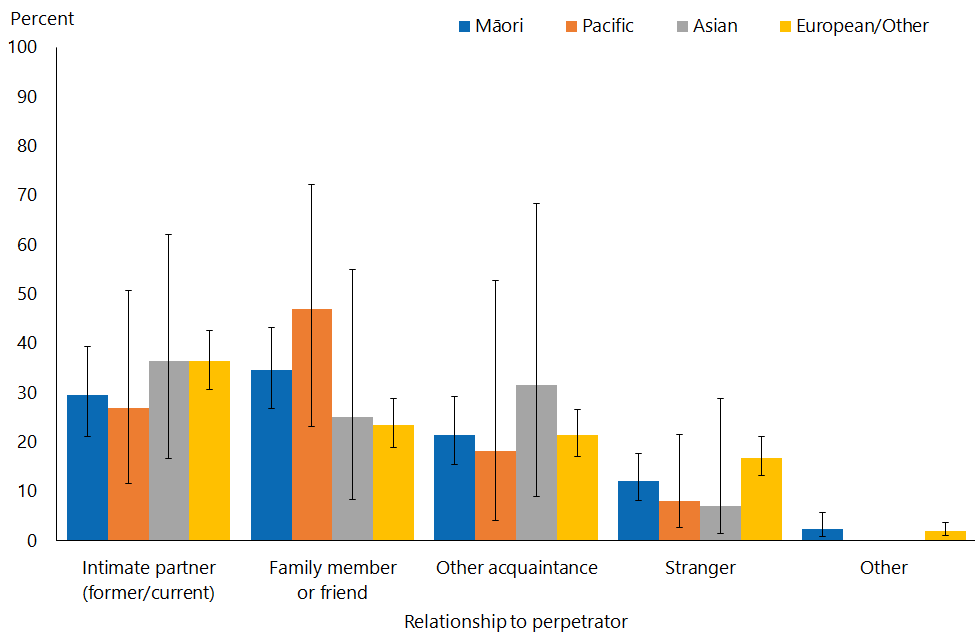 Percent
Māori Pacific Asian European/Other
100
90
80
70
60
50
40
30
20
10
0
Intimate partner
(former/current)
Family member
or friend
Other acquaintance
Stranger
Other
Relationship to perpetrator